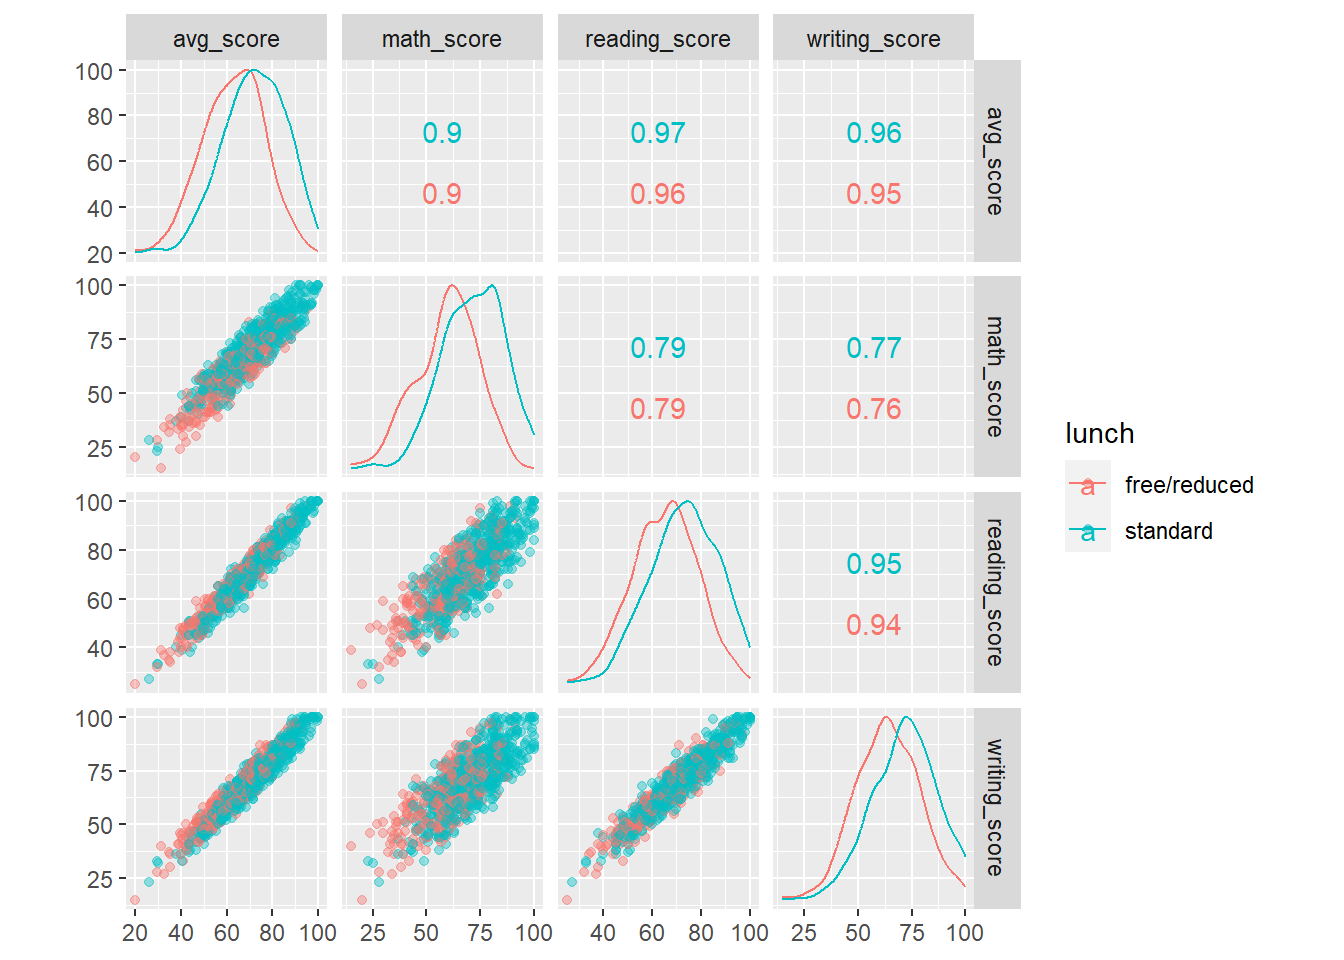 avg_score math_score reading_score writing_score
100
80
60
40
20
0.9 0.97 0.96
0.9 0.96 0.95
avg_score
100
75
50
25
0.79 0.77
0.79 0.76
math_score
100
80
60
40
0.95
0.94
reading_score
100
75
50
25
writing_score
20 40 60 80 100 25 50 75 100 40 60 80 100 25 50 75 100
lunch
a free/reduced
a standard